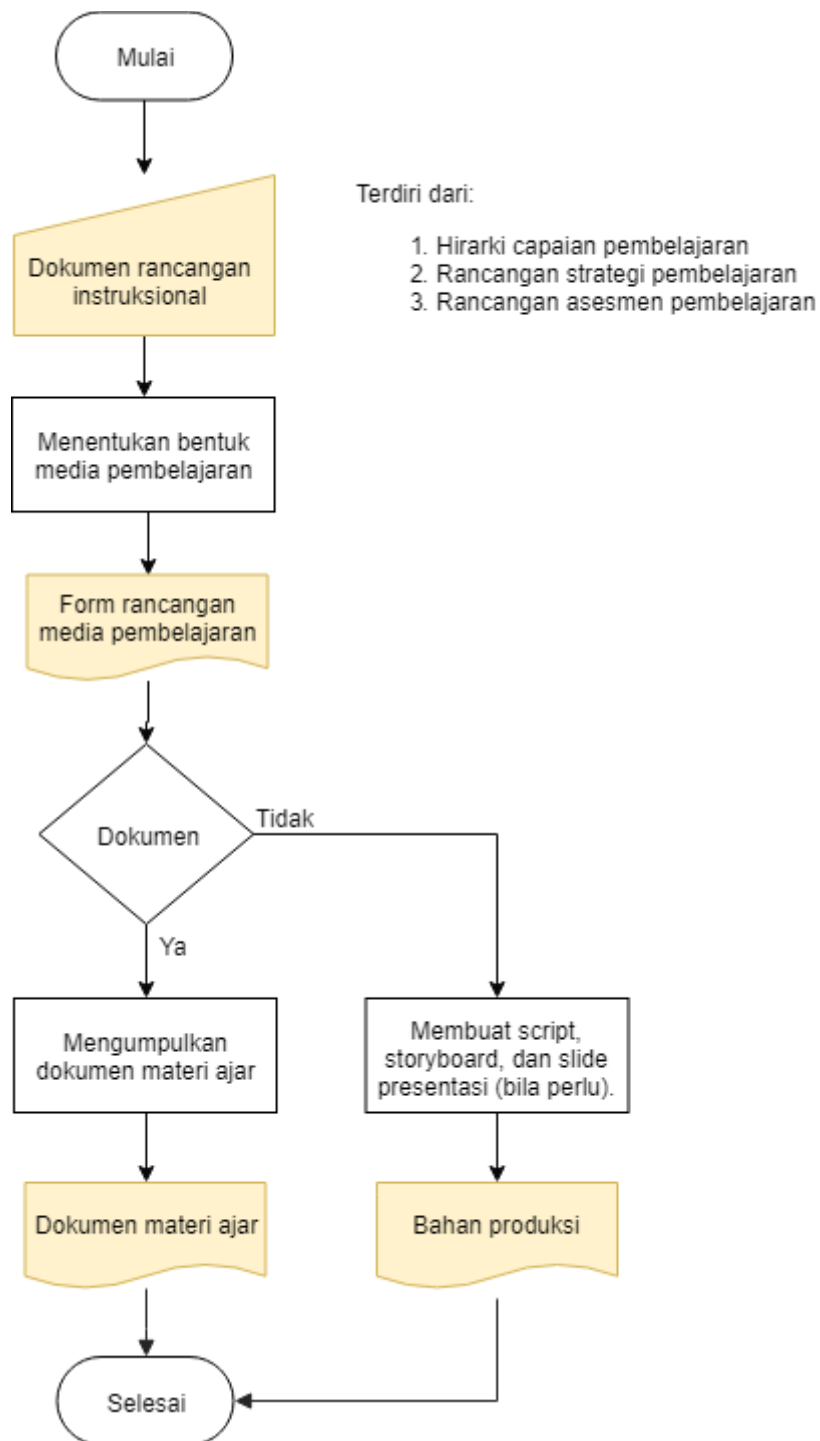 Mulai
Terdiri dari:
1. Hirarki capaian pembelajaran
2. Rancangan strategi pembelajaran
3. Rancangan asesmen pembelajaran
Dokumen rancangan
instruksional
Menentukan bentuk
media pembelajaran
Form rancangan
media pembelajaran
Dokumen
Tidak
Ya
Mengumpulkan
dokumen materi ajar
Membuat script,
storyboard, dan slide
presentasi (bila perlu).
Dokumen materi ajar
Bahan produksi
Selesai